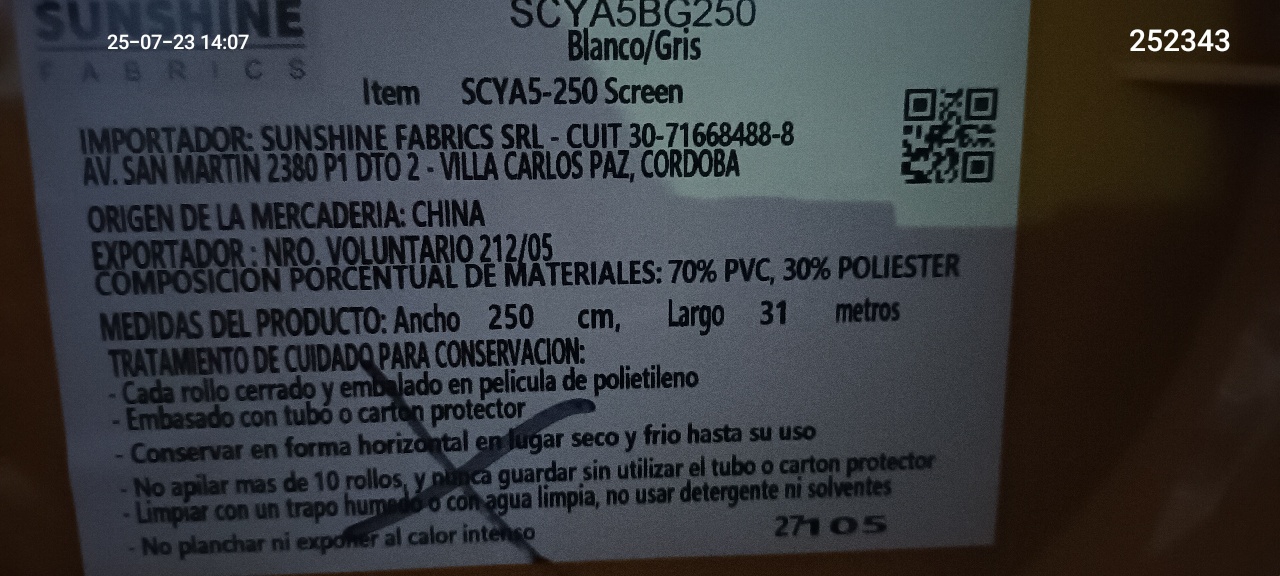 SUNSHINE
FABRICS
25-07-23 14:07
252343
SCYA5BG250
Blanco/Gris
Item SCYA5-250 Screen
IMPORTADOR: SUNSHINE FABRICS SRL - CUIT 30-71668488-8
AV. SAN MARTIN 2380 P1 DTO 2 - VILLA CARLOS PAZ, CORDOBA
ORIGEN DE LA MERCADERIA: CHINA
EXPORTADOR : NRO. VOLUNTARIO 212/05
COMPOSICION PORCENTUAL DE MATERIALES: 70% PVC, 30% POLIESTER
MEDIDAS DEL PRODUCTO: Ancho 250 cm, Largo 31 metros
TRATAMIENTO DE CUIDADO PARA CONSERVACION:
- Cada rollo cerrado y embalado en pelicula de polietileno
- Embasado con tubo o carton protector
- Conservar en forma horizontal en lugar seco y frio hasta su uso
- No apilar mas de 10 rollos, y nunca guardar sin utilizar el tubo o carton protector
- Limpiar con un trapo humedo o con agua limpia, no usar detergente ni solventes
- No planchar ni exponer al calor intenso
27105